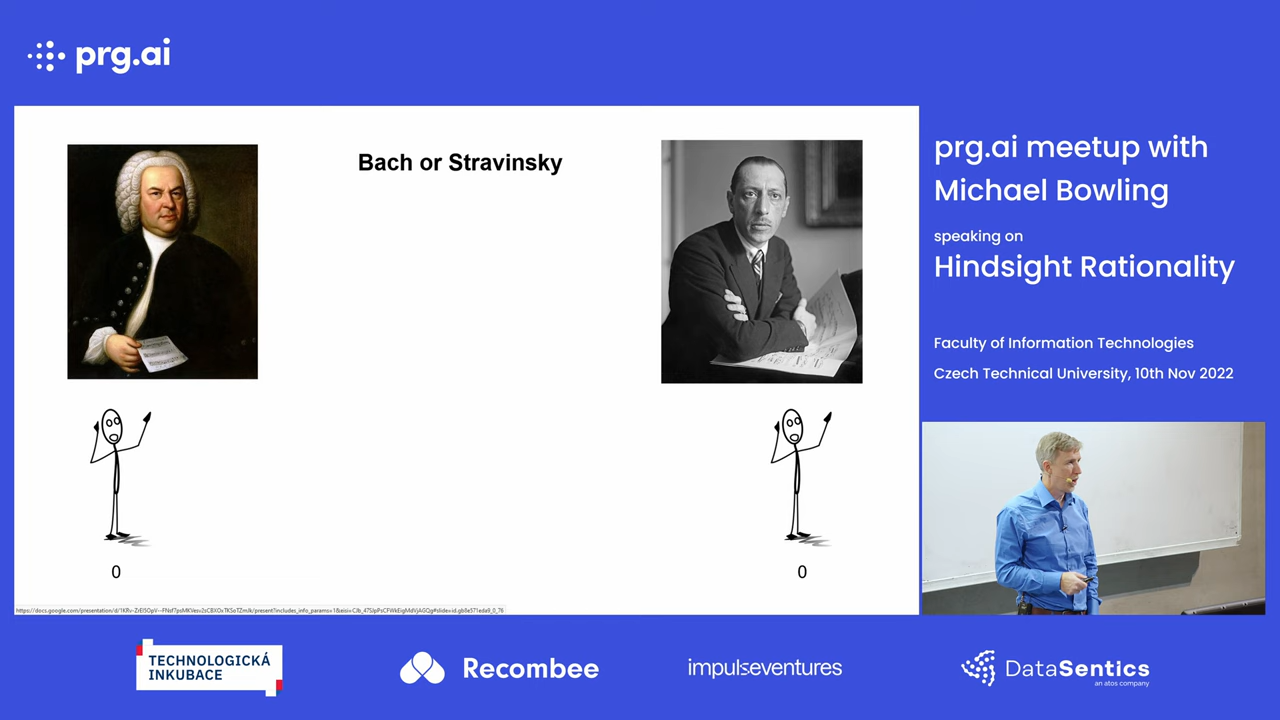 prg.ai
Bach or Stravinsky
0
0
prg.ai meetup with
Michael Bowling
speaking on
Hindsight Rationality
Faculty of Information Technologies
Czech Technical University, 10th Nov 2022
TECHNOLOGICKÁ
INKUBACE
Recombee
impulseventures
DataSentics
an atos company